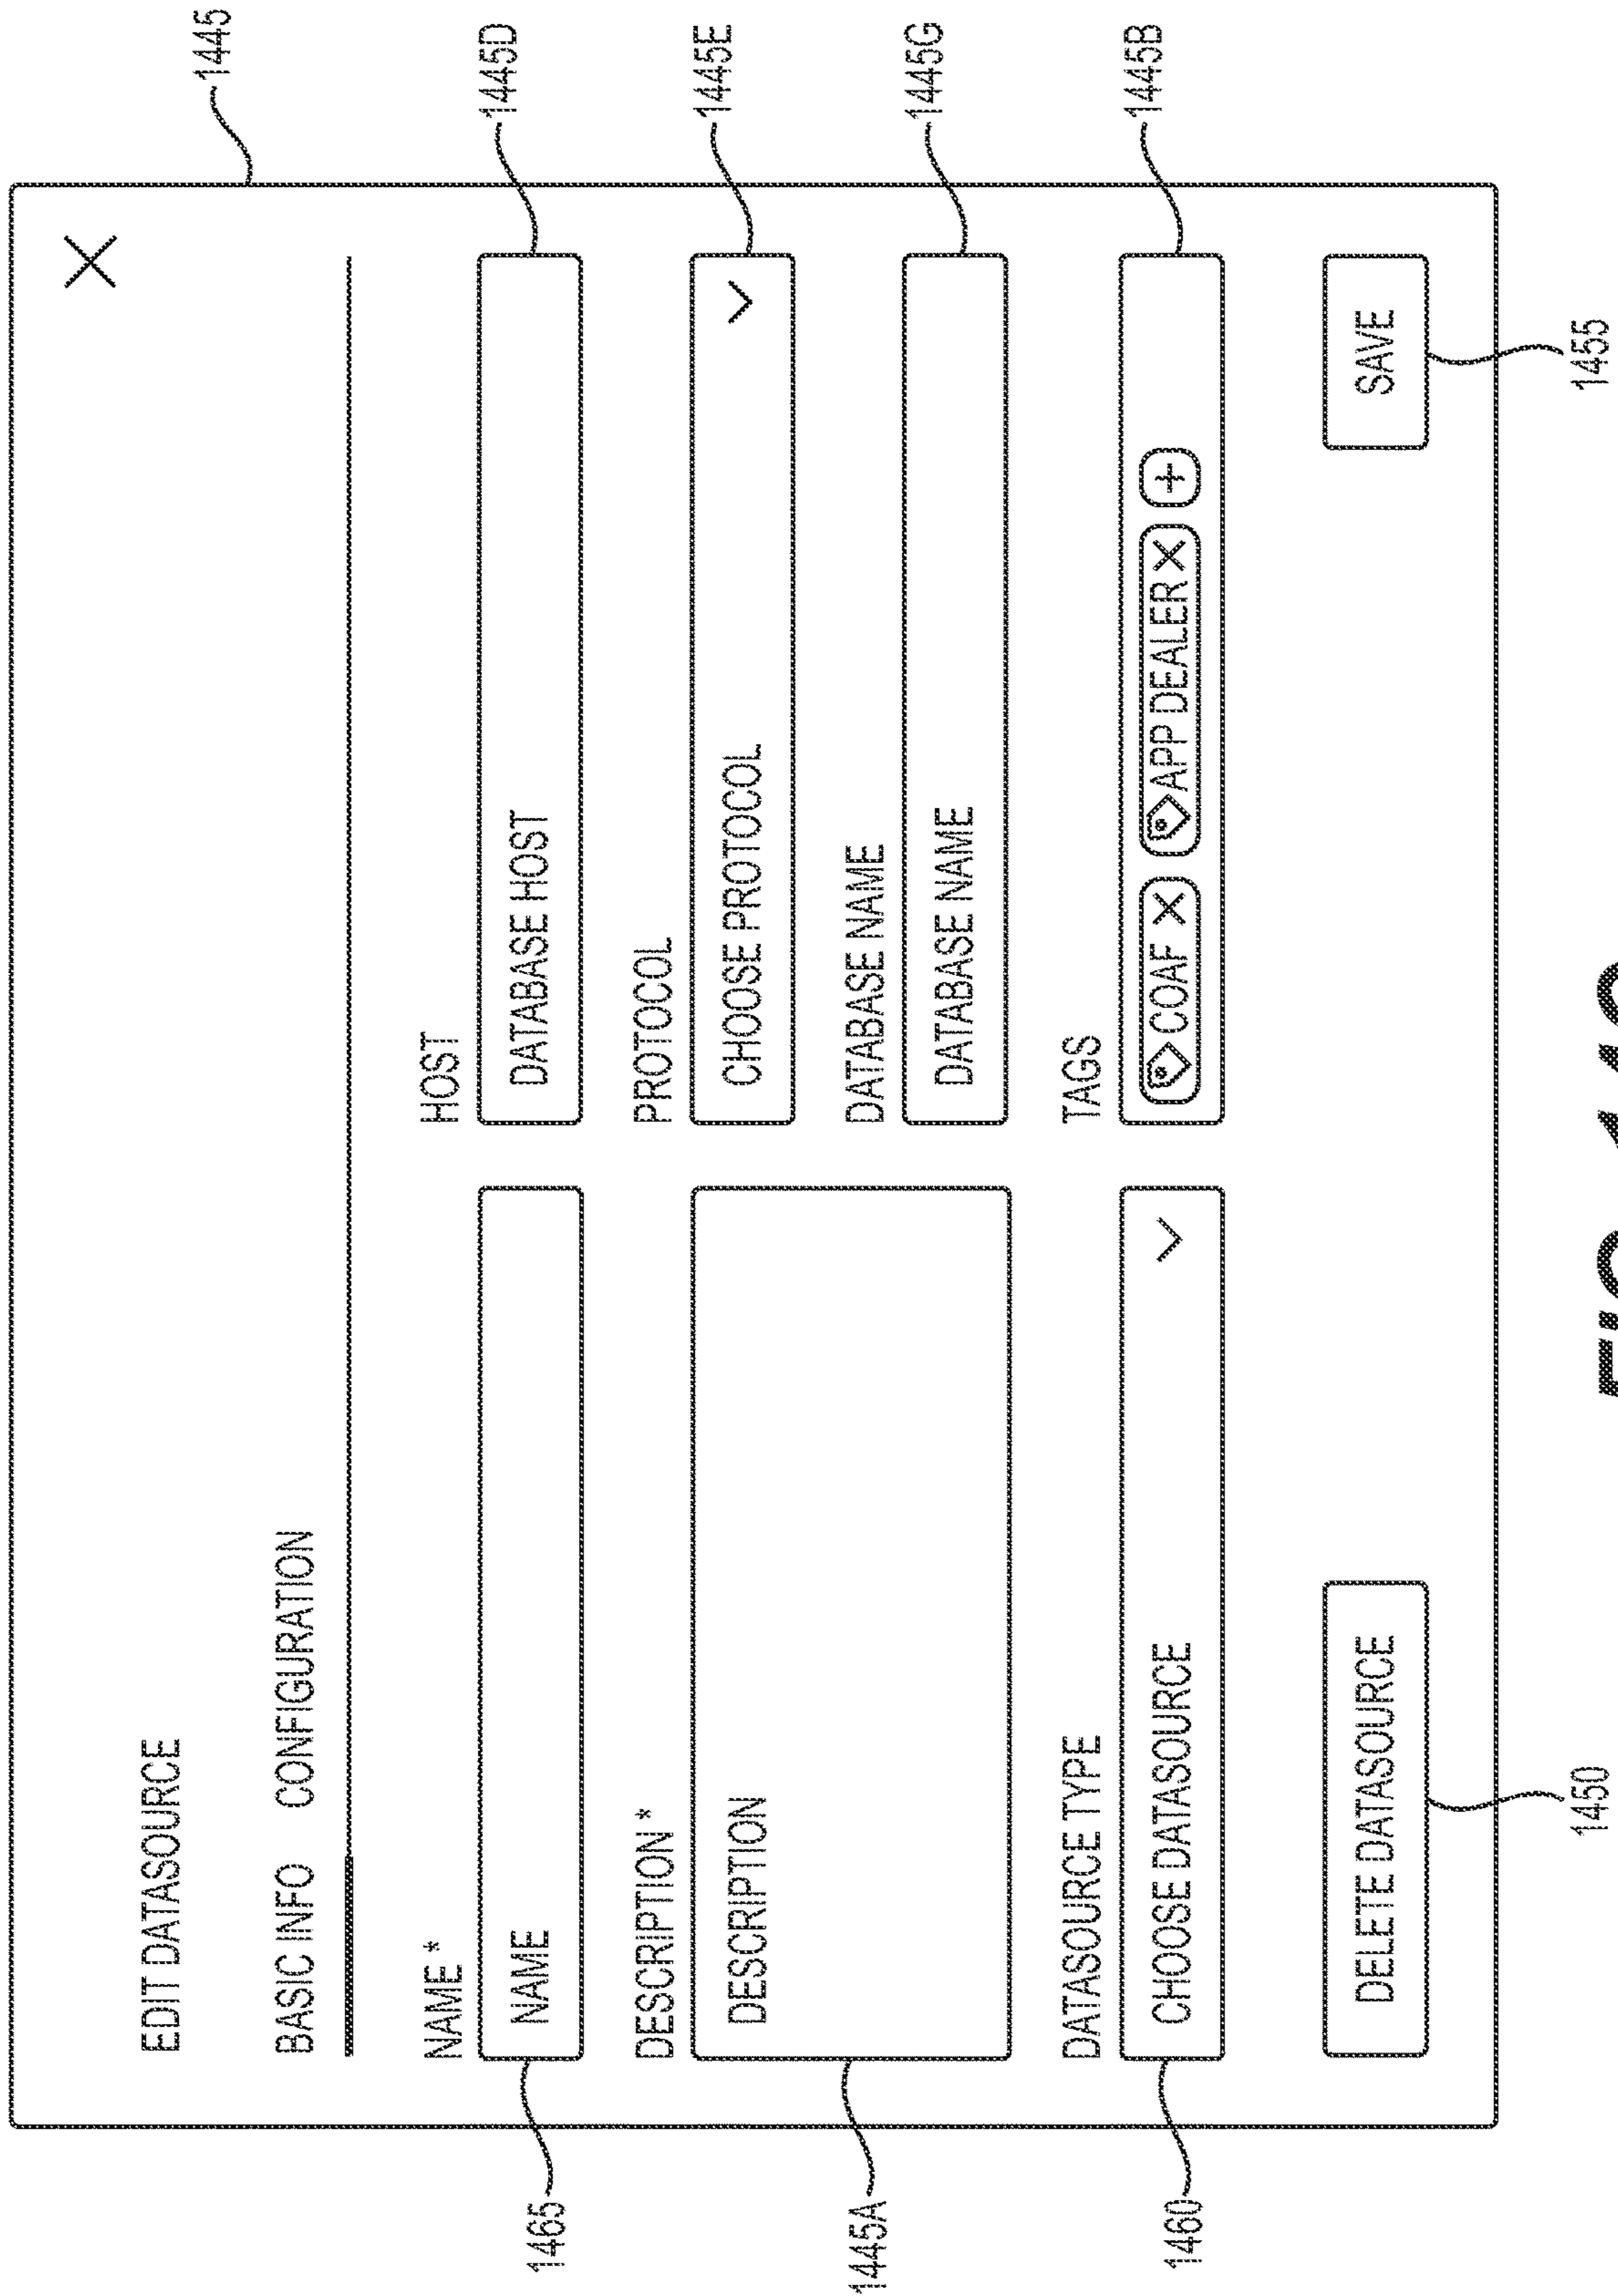 1445
EDIT DATASOURCE
BASIC INFO CONFIGURATION
NAME *
HOST
1465
NAME
DATABASE HOST
1445D
DESCRIPTION *
PROTOCOL
1445A
DESCRIPTION
CHOOSE PROTOCOL
1445E
DATABASE NAME
DATABASE NAME
1445G
DATASOURCE TYPE
TAGS
1460
CHOOSE DATASOURCE
COAF X APP DEALER X +
1445B
DELETE DATASOURCE
SAVE
1450
1455